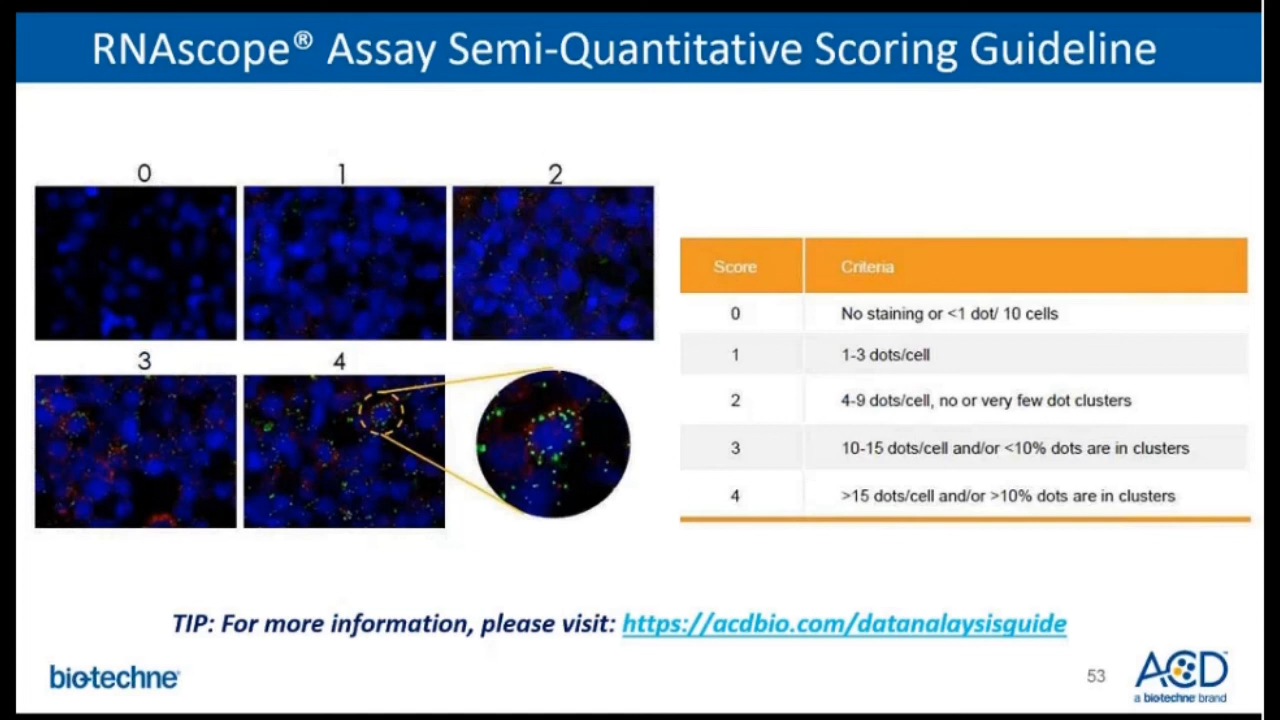 RNAscope® Assay Semi-Quantitative Scoring Guideline
0
1
2
3
4
Score Criteria
0 No staining or <1 dot/ 10 cells
1 1-3 dots/cell
2 4-9 dots/cell, no or very few dot clusters
3 10-15 dots/cell and/or <10% dots are in clusters
4 >15 dots/cell and/or >10% dots are in clusters
TIP: For more information, please visit: https://acdbio.com/datanalaysisguide
bio-techne®
53
ACD
a biotechne brand